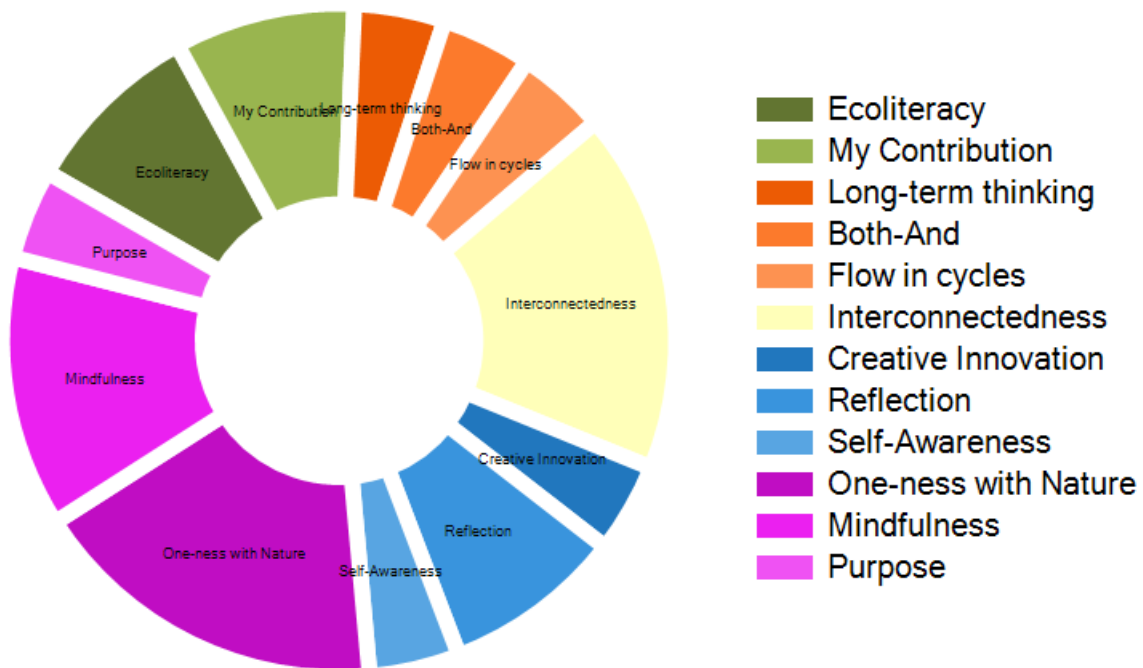 My Contribution
Long-term thinking
Both-And
Flow in cycles
Ecoliteracy
Purpose
Interconnectedness
Mindfulness
Creative Innovation
Reflection
One-ness with Nature
Self-Awareness
Ecoliteracy
My Contribution
Long-term thinking
Both-And
Flow in cycles
Interconnectedness
Creative Innovation
Reflection
Self-Awareness
One-ness with Nature
Mindfulness
Purpose